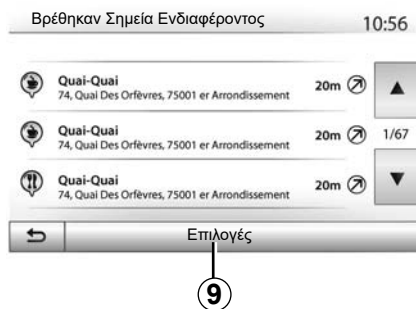 Βρέθηκαν Σημεία Ενδιαφέροντος 10:56
Quai-Quai
74, Quai Des Orfèvres, 75001 er Arrondissement
20m
Quai-Quai
74, Quai Des Orfèvres, 75001 er Arrondissement
20m
1/67
Quai-Quai
74, Quai Des Orfèvres, 75001 er Arrondissement
20m
Επιλογές
9